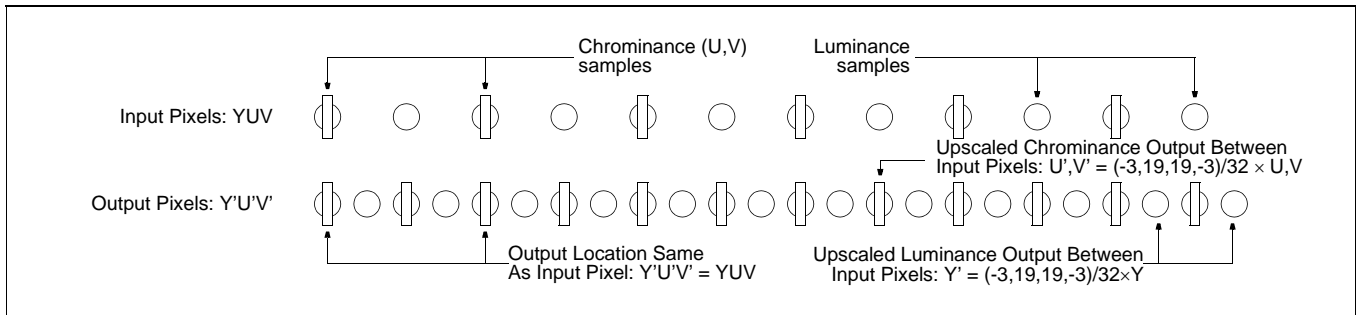 Chrominance (U,V)
samples
Luminance
samples
Input Pixels: YUV
Upscaled Chrominance Output Between
Input Pixels: U',V' = (-3,19,19,-3)/32 × U,V
Output Pixels: Y'U'V'
Output Location Same
As Input Pixel: Y'U'V' = YUV
Upscaled Luminance Output Between
Input Pixels: Y' = (-3,19,19,-3)/32×Y